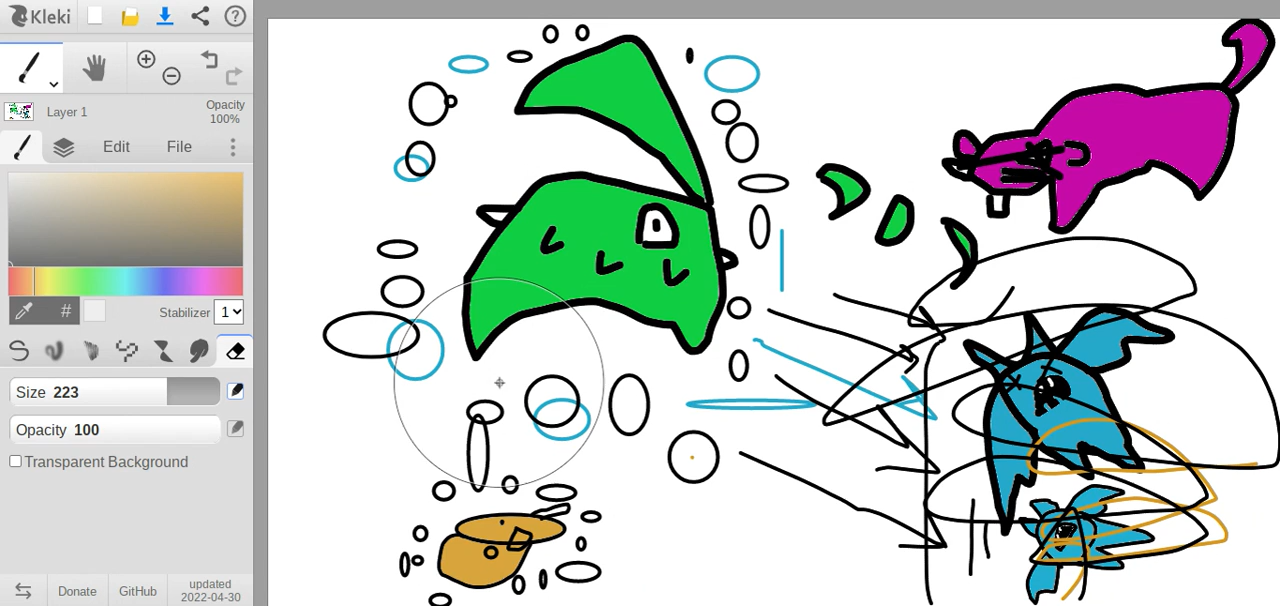 Kleki
Layer 1
Opacity
100%
Edit
File
#
Stabilizer 1
Size 223
Opacity 100
Transparent Background
Donate
GitHub
updated
2022-04-30